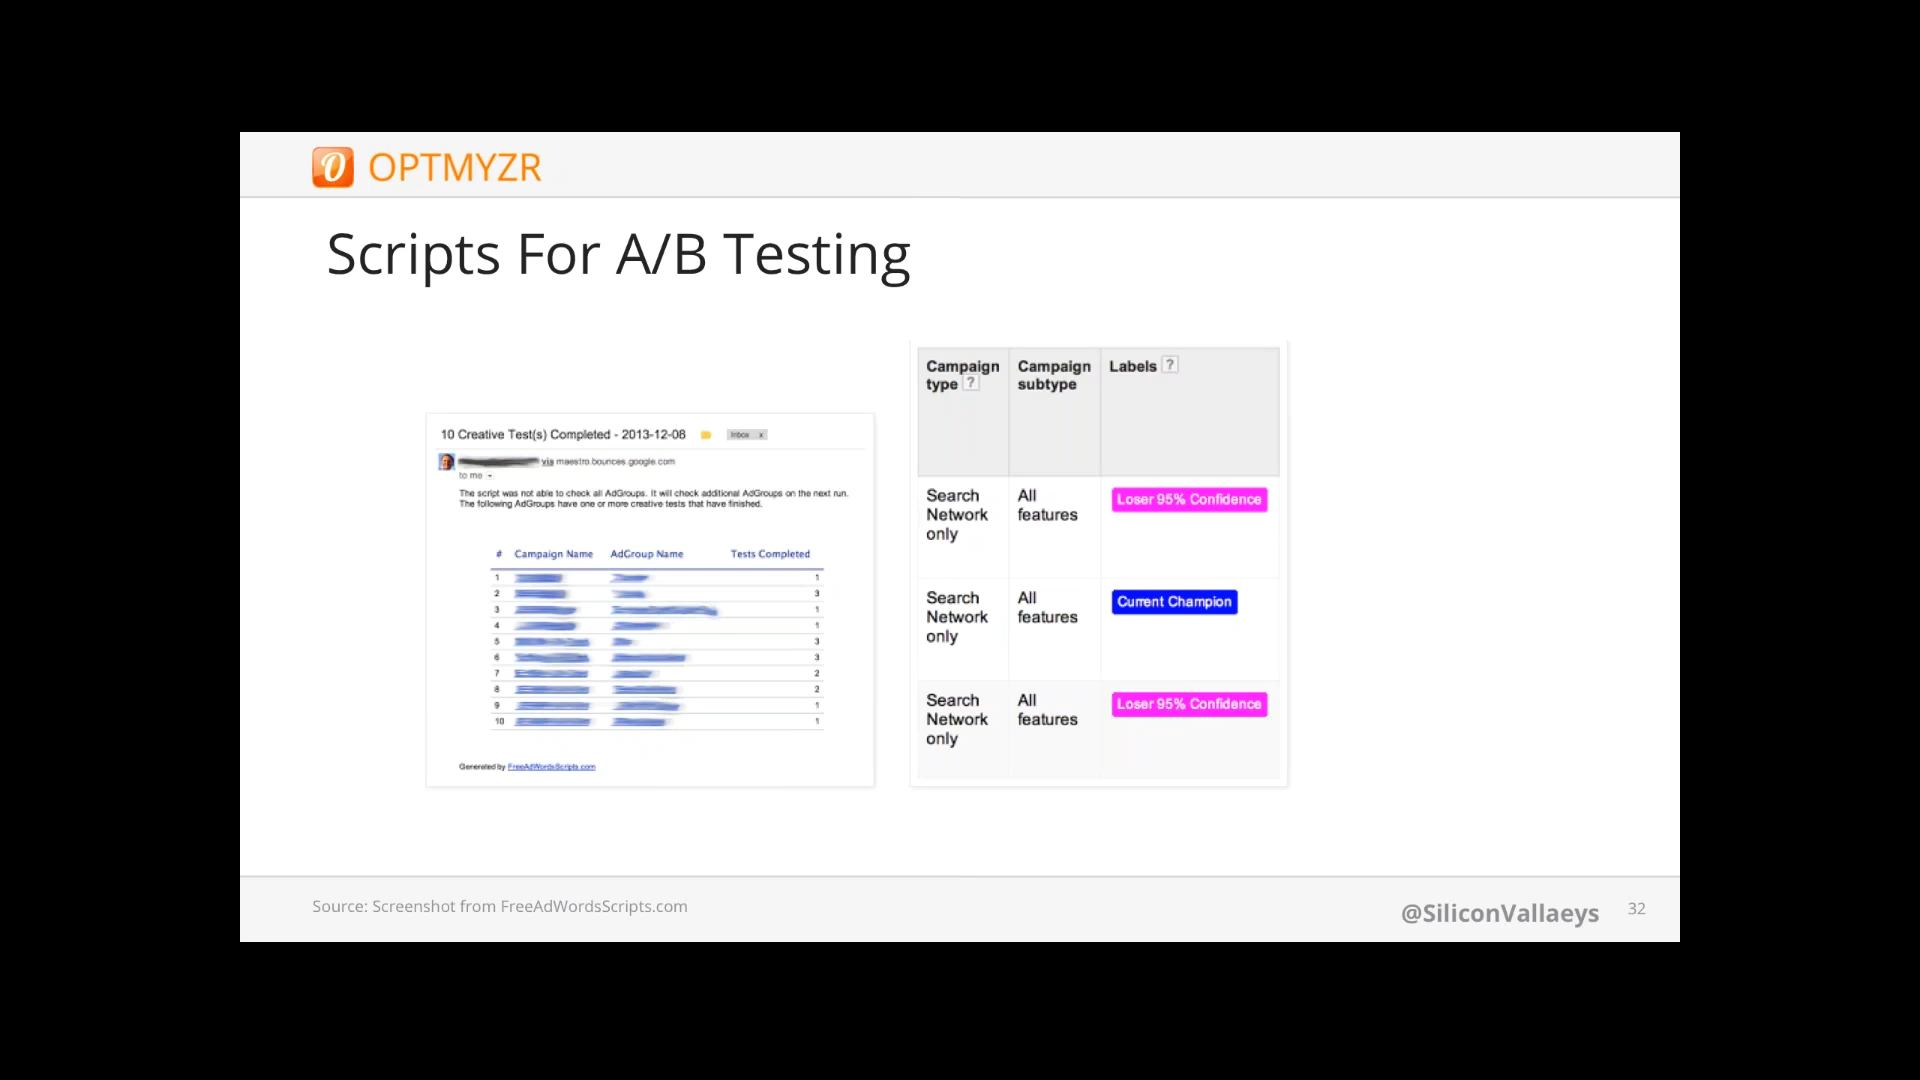 OPTMYZR
Scripts For A/B Testing
10 Creative Test(s) Completed - 2013-12-08 Inbox x
via maestro.bounces.google.com
to me
The script was not able to check all AdGroups. It will check additional AdGroups on the next run.
The following AdGroups have one or more creative tests that have finished.
# Campaign Name AdGroup Name Tests Completed
1 1
2 3
3 1
4 1
5 3
6 3
7 2
8 2
9 1
10 1
Generated by FreeAdWordsScripts.com
Campaign type ? Campaign subtype Labels ?
Search Network only All features Loser 95% Confidence
Search Network only All features Current Champion
Search Network only All features Loser 95% Confidence
Source: Screenshot from FreeAdWordsScripts.com
@SiliconVallaeys 32